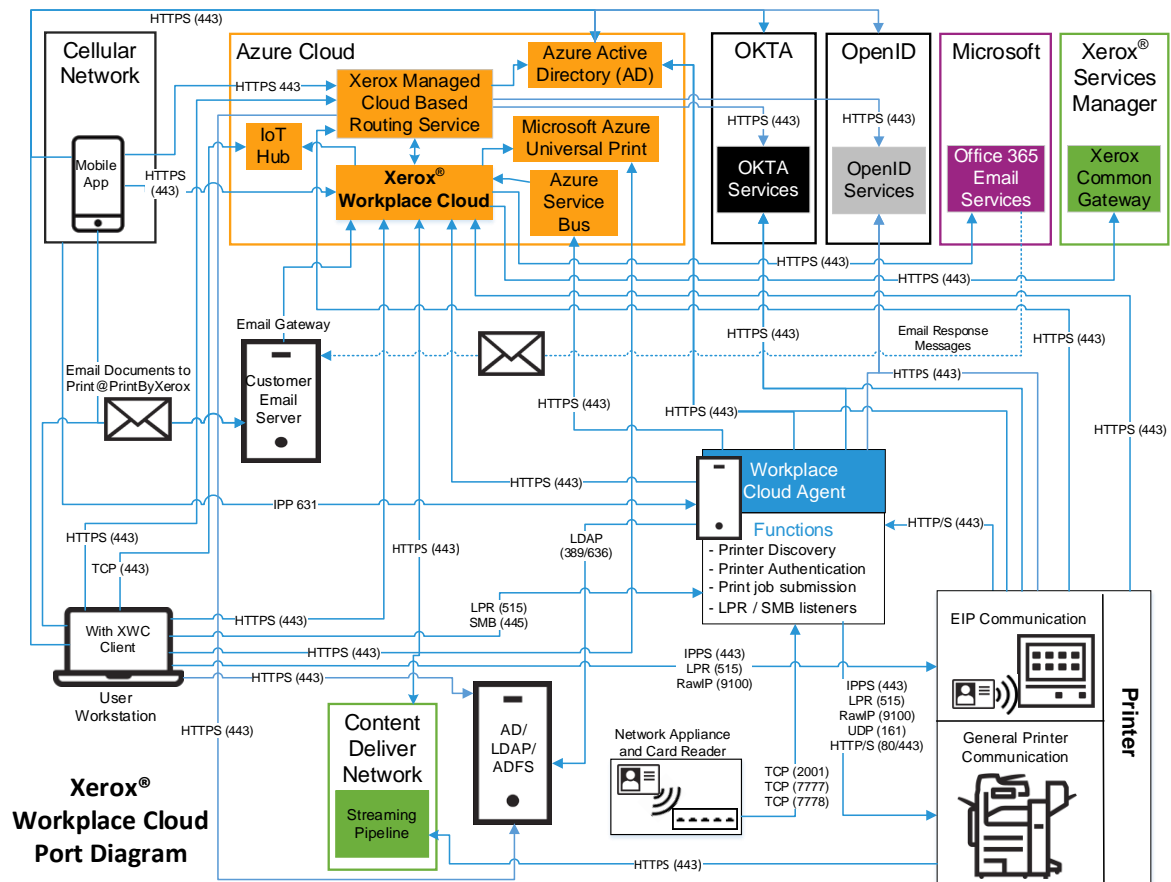 HTTPS (443)
Cellular
Network
Mobile
App
HTTPS 443
HTTPS
(443)
Azure Cloud
Xerox Managed
Cloud Based
Routing Service
Azure Active
Directory (AD)
IoT
Hub
Microsoft Azure
Universal Print
Xerox®
Workplace Cloud
Azure
Service
Bus
OKTA
HTTPS (443)
OKTA
Services
OpenID
HTTPS (443)
OpenID
Services
Microsoft
Office 365
Email
Services
Xerox®
Services
Manager
Xerox
Common
Gateway
HTTPS (443)
HTTPS (443)
Email Gateway
Customer
Email
Server
Email Documents to
Print@PrintByXerox
HTTPS (443)
Email Response
Messages
HTTPS (443)
HTTPS (443)
HTTPS (443)
HTTPS (443)
Workplace
Cloud Agent
Functions
- Printer Discovery
- Printer Authentication
- Print job submission
- LPR / SMB listeners
HTTPS (443)
IPP 631
HTTP/S (443)
HTTPS (443)
TCP (443)
HTTPS (443)
LDAP
(389/636)
With XWC
Client
User
Workstation
HTTPS (443)
LPR (515)
SMB (445)
HTTPS (443)
HTTPS (443)
IPPS (443)
LPR (515)
RawIP (9100)
EIP Communication
Printer
General Printer
Communication
IPPS (443)
LPR (515)
RawIP (9100)
UDP (161)
HTTP/S (80/443)
HTTPS (443)
Content
Deliver
Network
Streaming
Pipeline
AD/
LDAP/
ADFS
Network Appliance
and Card Reader
TCP (2001)
TCP (7777)
TCP (7778)
HTTPS (443)
Xerox®
Workplace Cloud
Port Diagram